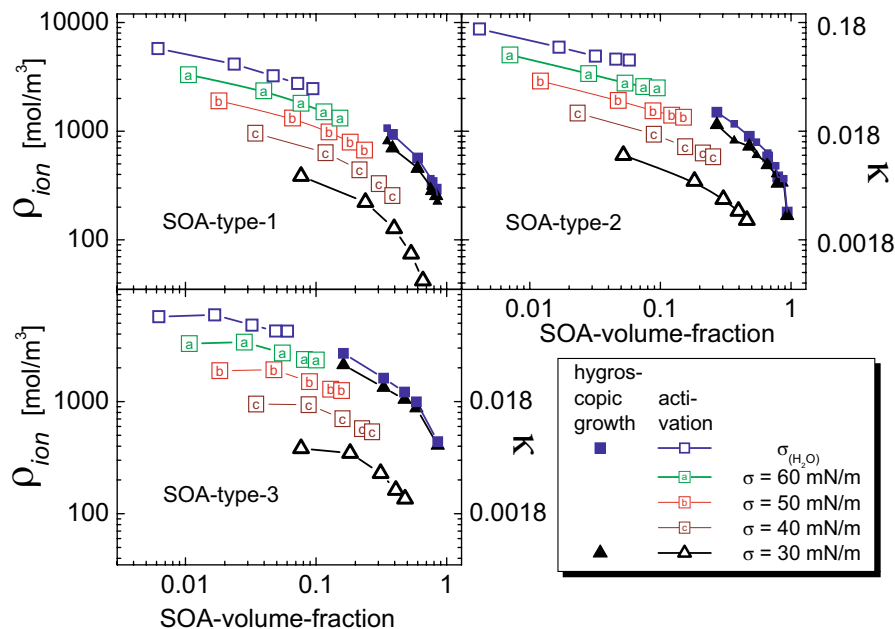 10000
1000
100
ρion [mol/m³]
a a a a a
b b b b b
c c c c c
SOA-type-1
a a a a a
b b b b b
c c c c c
SOA-type-2
0.18
0.018
0.0018
κ
0.01 0.1 1
SOA-volume-fraction
1000
100
ρion [mol/m³]
a a a a a
b b b b b
c c c c c
SOA-type-3
0.018
0.0018
κ
0.01 0.1 1
SOA-volume-fraction
hygros-
copic
growth
acti-
vation
σ(H₂O)
a σ = 60 mN/m
b σ = 50 mN/m
c σ = 40 mN/m
σ = 30 mN/m